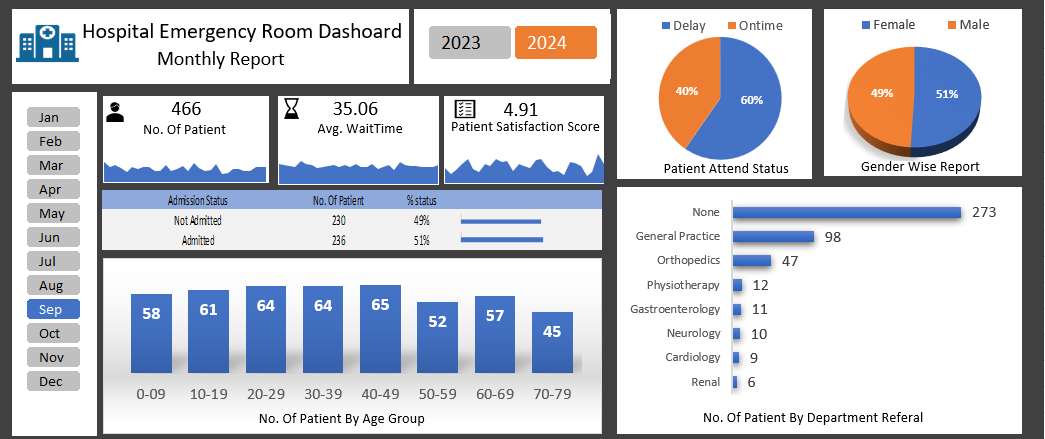 Hospital Emergency Room Dashoard
Monthly Report
2023
2024
Jan
Feb
Mar
Apr
May
Jun
Jul
Aug
Sep
Oct
Nov
Dec
466
No. Of Patient
35.06
Avg. WaitTime
4.91
Patient Satisfaction Score
Admission Status No. Of Patient % status
Not Admitted 230 49%
Admitted 236 51%
58 61 64 64 65 52 57 45
0-09 10-19 20-29 30-39 40-49 50-59 60-69 70-79
No. Of Patient By Age Group
Delay Ontime
40% 60%
Patient Attend Status
Female Male
49% 51%
Gender Wise Report
None 273
General Practice 98
Orthopedics 47
Physiotherapy 12
Gastroenterology 11
Neurology 10
Cardiology 9
Renal 6
No. Of Patient By Department Referal